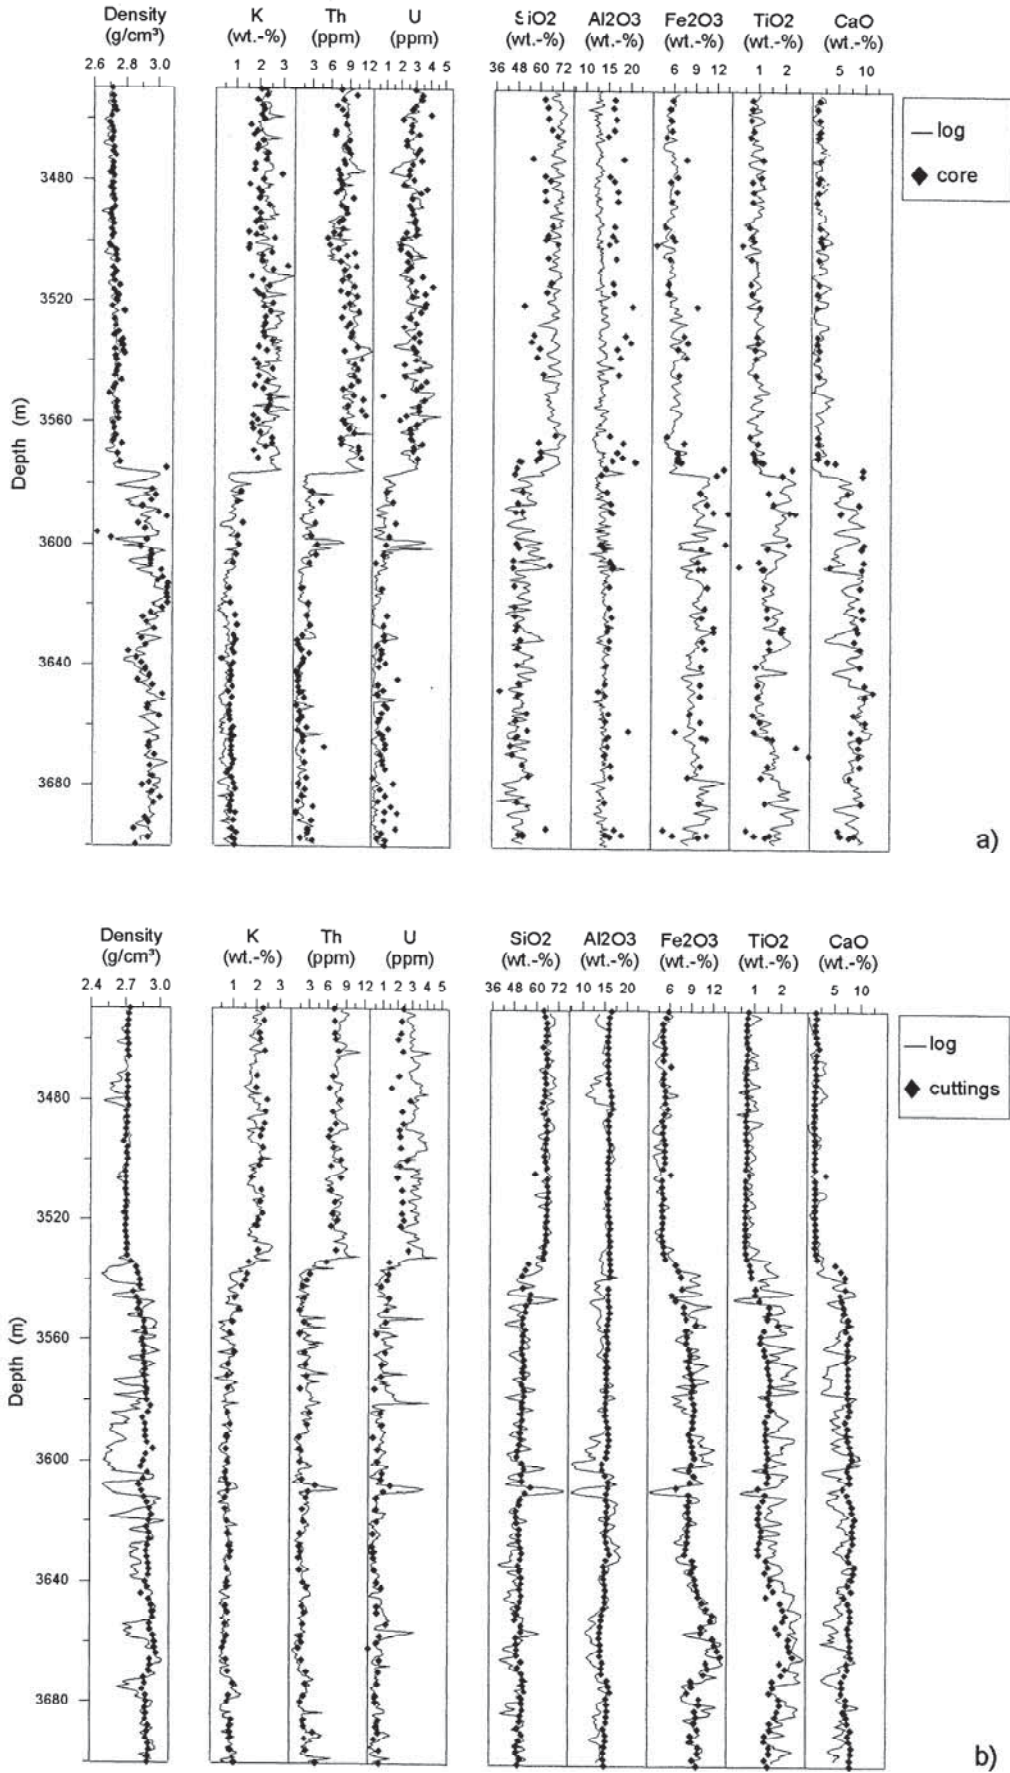 Density K Th U SiO2 Al2O3 Fe2O3 TiO2 CaO
(g/cm³) (wt.-%) (ppm) (ppm) (wt.-%) (wt.-%) (wt.-%) (wt.-%) (wt.-%)
2.6 2.8 3.0 1 2 3 3 6 9 12 1 2 3 4 5 36 48 60 72 10 15 20 6 9 12 1 2 5 10
log
core
3480
3520
3560
3600
3640
3680
Depth (m)
a)
Density K Th U SiO2 Al2O3 Fe2O3 TiO2 CaO
(g/cm³) (wt.-%) (ppm) (ppm) (wt.-%) (wt.-%) (wt.-%) (wt.-%) (wt.-%)
2.4 2.7 3.0 1 2 3 3 6 9 12 1 2 3 4 5 36 48 60 72 10 15 20 6 9 12 1 2 5 10
log
cuttings
3480
3520
3560
3600
3640
3680
Depth (m)
b)